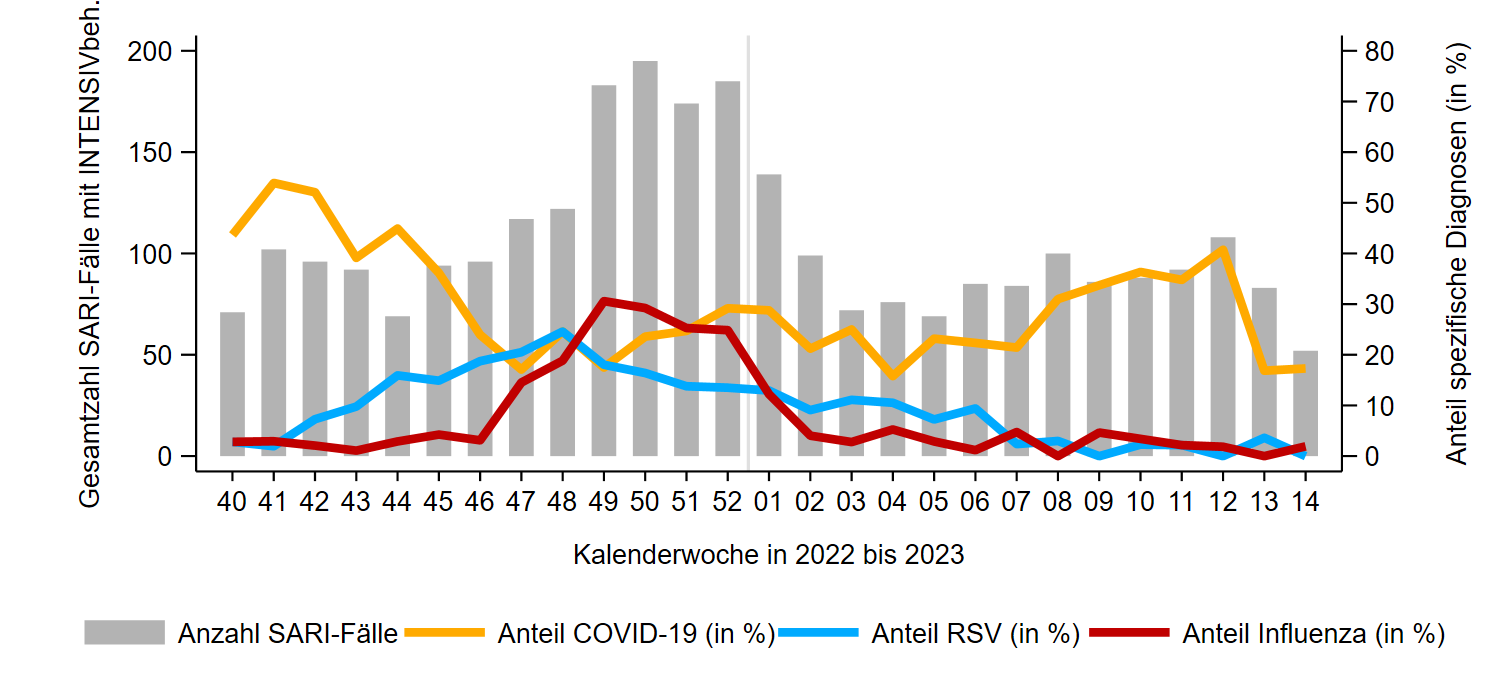 Gesamtzahl SARI-Fälle mit INTENSIVbeh.
200
150
100
50
0
80
70
60
50
40
30
20
10
0
Anteil spezifische Diagnosen (in %)
40 41 42 43 44 45 46 47 48 49 50 51 52 01 02 03 04 05 06 07 08 09 10 11 12 13 14
Kalenderwoche in 2022 bis 2023
Anzahl SARI-Fälle Anteil COVID-19 (in %) Anteil RSV (in %) Anteil Influenza (in %)